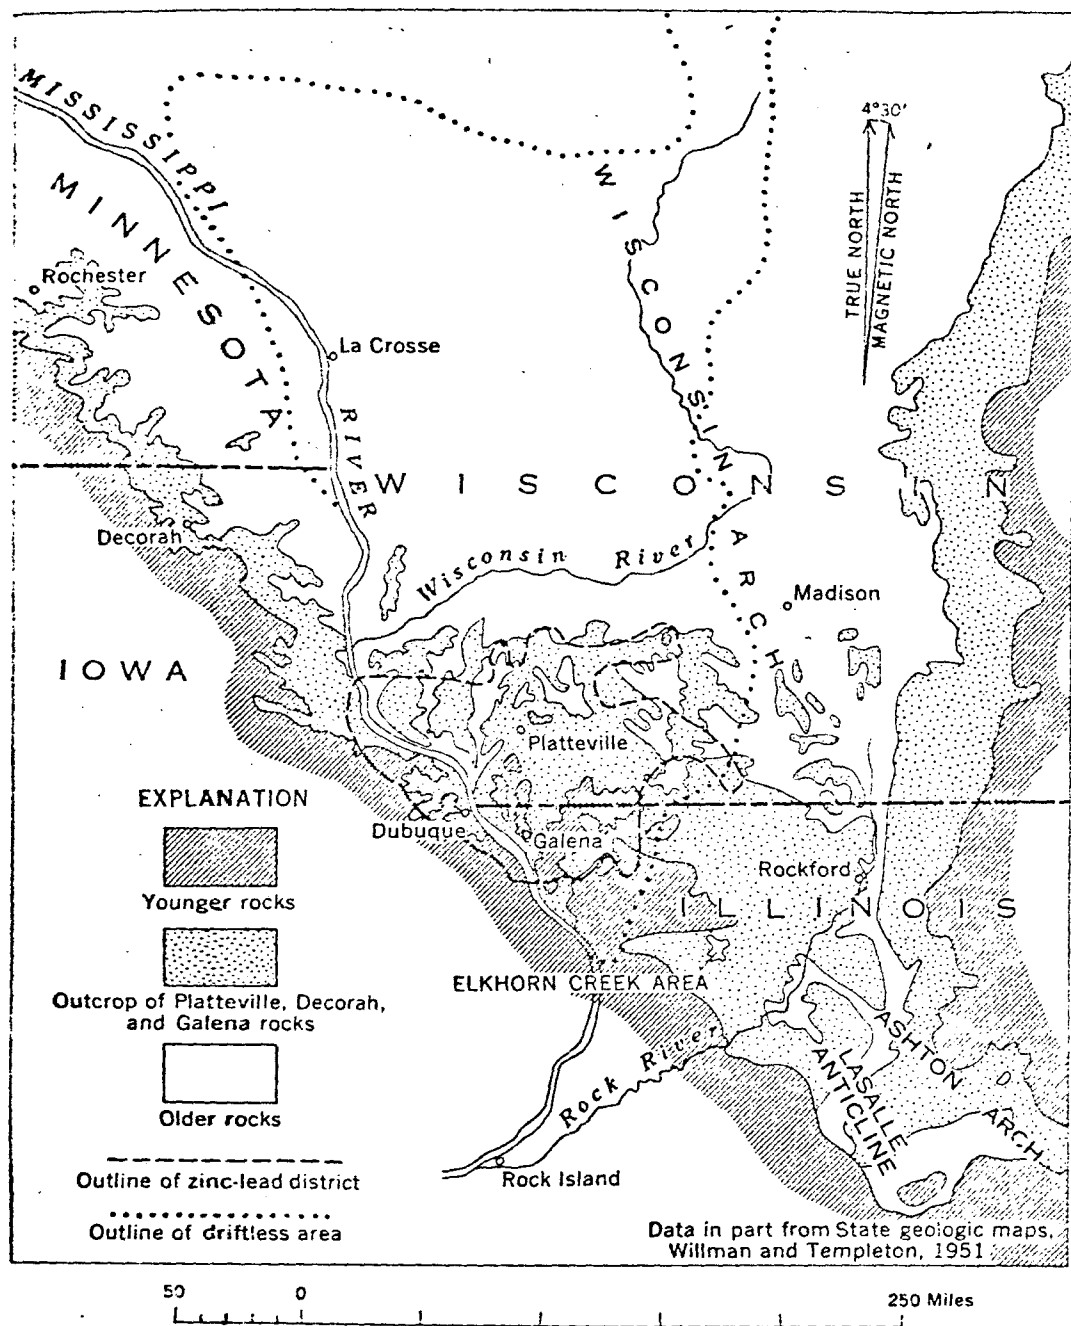 MISSISSIPPI
MINNESOTA
WISCONSIN ARCH
4°30'
TRUE NORTH
MAGNETIC NORTH
Rochester
La Crosse
RIVER
WISCONSIN
Decorah
Wisconsin River
Madison
IOWA
Platteville
EXPLANATION
Dubuque
Galena
Rockford
Younger rocks
ILLINOIS
ELKHORN CREEK AREA
Outcrop of Platteville, Decorah,
and Galena rocks
ASHTON ARCH
LASALLE
ANTICLINE
Rock River
Older rocks
Outline of zinc-lead district
Rock Island
Outline of driftless area
Data in part from State geologic maps,
Willman and Templeton, 1951
50 0 250 Miles